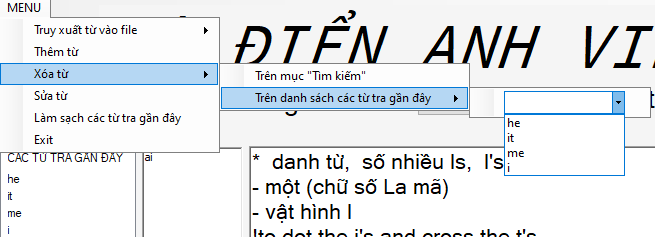 MENU
Truy xuất từ vào file
Thêm từ
Xóa từ
Sửa từ
Làm sạch các từ tra gần đây
Exit
Trên mục "Tìm kiếm"
Trên danh sách các từ tra gần đây
he
it
me
i
ĐIỂN ANH
CÁC TỪ TRA GẦN ĐÂY
he
it
me
i
ai
* danh từ, số nhiều Is, I's
- một (chữ số La mã)
- vật hình I
!to dot the i's and cross the t's